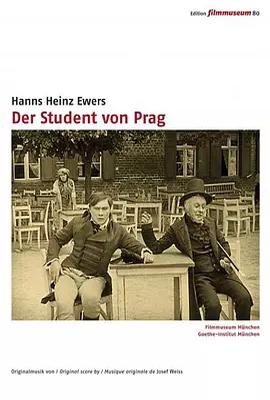 Edition filmmuseum 80
Hanns Heinz Ewers
Der Student von Prag
Filmmuseum München
Goethe-Institut München
Originalmusik von / Original score by / Musique originale de Josef Weiss